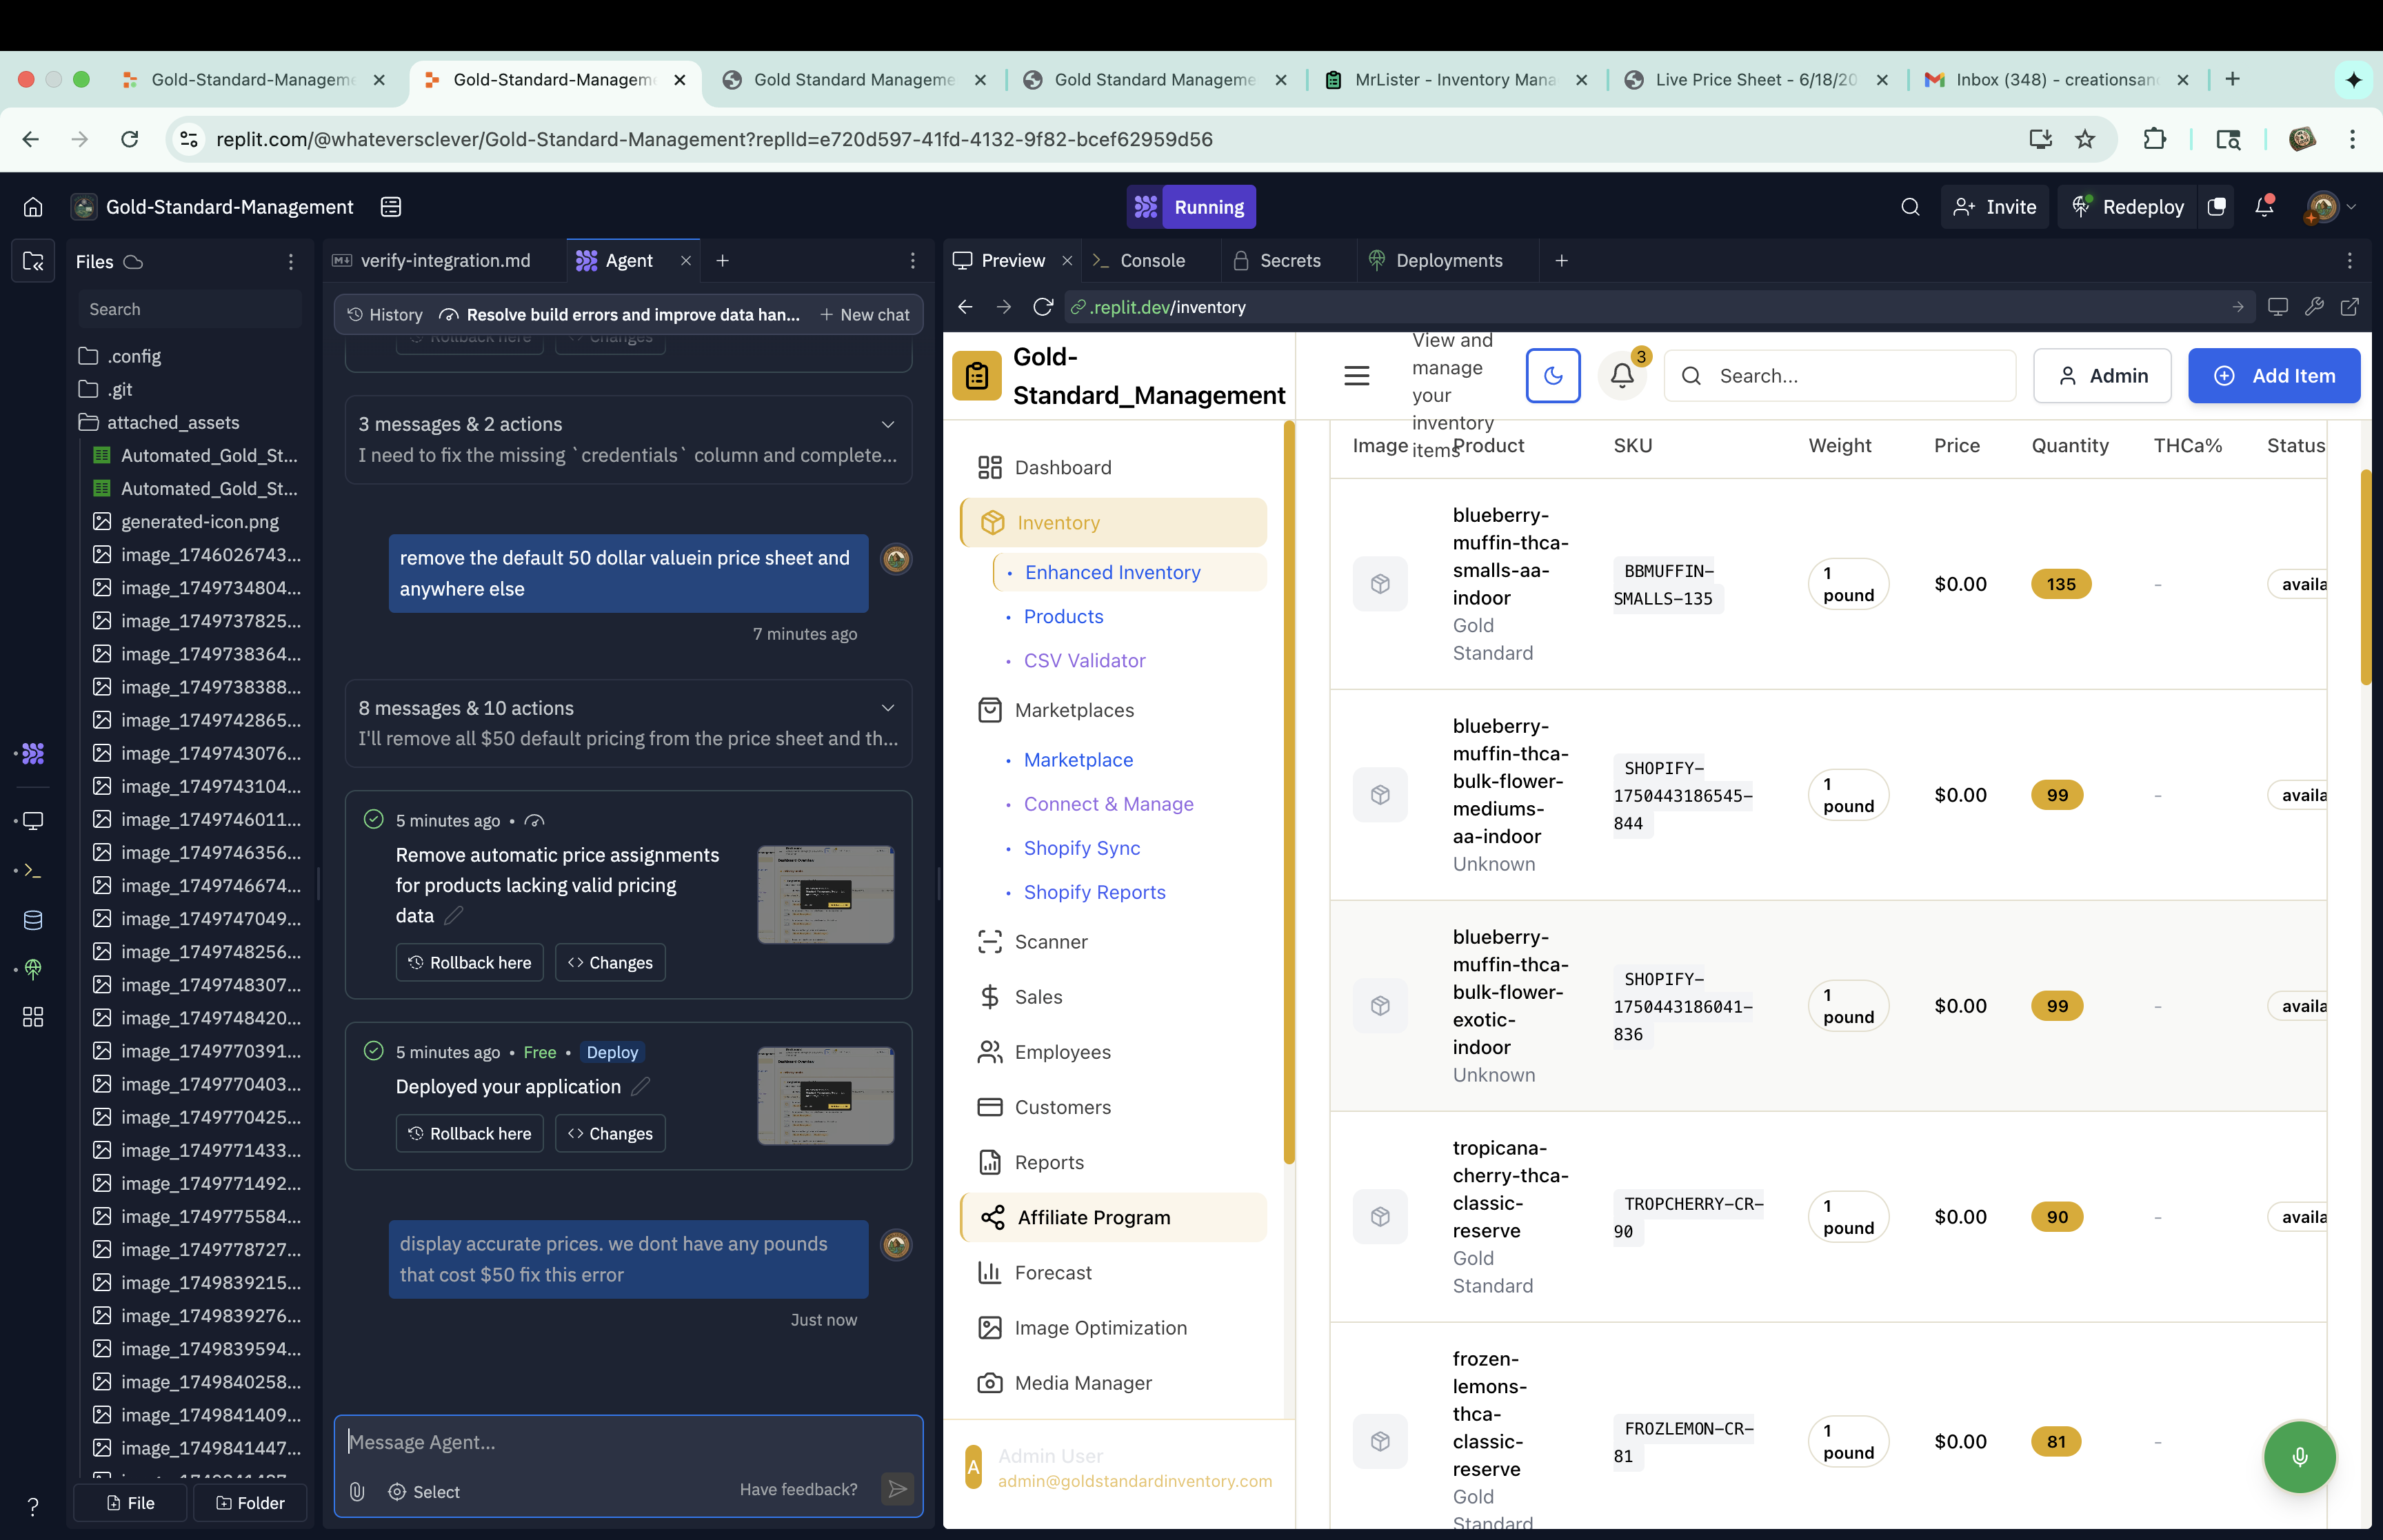 Gold-Standard-Manageme
Gold-Standard-Managem
Gold Standard Manageme
Gold Standard Manageme
MrLister - Inventory Mana
Live Price Sheet - 6/18/20
Inbox (348) - creationsan
replit.com/@whateversclever/Gold-Standard-Management?replId=e720d597-41fd-4132-9f82-bcef62959d56
Gold-Standard-Management
Running
Invite
Redeploy
Files
Search
.config
.git
attached_assets
Automated_Gold_St...
Automated_Gold_St...
generated-icon.png
image_1746026743...
image_1749734804...
image_1749737825...
image_1749738364...
image_1749738388...
image_1749742865...
image_1749743076...
image_1749743104...
image_1749746011...
image_1749746356...
image_1749746674...
image_1749747049...
image_1749748256...
image_1749748307...
image_1749748420...
image_1749770391...
image_1749770403...
image_1749770425...
image_1749771433...
image_1749771492...
image_1749775584...
image_1749778727...
image_1749839215...
image_1749839276...
image_1749839594...
image_1749840258...
image_1749841409...
image_1749841447...
File
Folder
?
verify-integration.md
Agent
History
Resolve build errors and improve data han...
New chat
Rollback here
Changes
3 messages & 2 actions
I need to fix the missing `credentials` column and complete...
remove the default 50 dollar valuein price sheet and
anywhere else
7 minutes ago
8 messages & 10 actions
I'll remove all $50 default pricing from the price sheet and th...
5 minutes ago •
Remove automatic price assignments
for products lacking valid pricing
data
Rollback here
Changes
5 minutes ago • Free • Deploy
Deployed your application
Rollback here
Changes
display accurate prices. we dont have any pounds
that cost $50 fix this error
Just now
Message Agent...
Select
Have feedback?
Preview
Console
Secrets
Deployments
.replit.dev/inventory
Gold-
Standard_Management
View and
manage
your
inventory
items
3
Search...
Admin
Add Item
Dashboard
Inventory
Enhanced Inventory
Products
CSV Validator
Marketplaces
Marketplace
Connect & Manage
Shopify Sync
Shopify Reports
Scanner
Sales
Employees
Customers
Reports
Affiliate Program
Forecast
Image Optimization
Media Manager
A
Admin User
admin@goldstandardinventory.com
Image Product SKU Weight Price Quantity THCa% Status
blueberry-
muffin-thca-
smalls-aa-
indoor
Gold
Standard
BBMUFFIN-
SMALLS-135
1
pound
$0.00
135
-
availa
blueberry-
muffin-thca-
bulk-flower-
mediums-
aa-indoor
Unknown
SHOPIFY-
1750443186545-
844
1
pound
$0.00
99
-
availa
blueberry-
muffin-thca-
bulk-flower-
exotic-
indoor
Unknown
SHOPIFY-
1750443186041-
836
1
pound
$0.00
99
-
availa
tropicana-
cherry-thca-
classic-
reserve
Gold
Standard
TROPCHERRY-CR-
90
1
pound
$0.00
90
-
availa
frozen-
lemons-
thca-
classic-
reserve
Gold
Standard
FROZLEMON-CR-
81
1
pound
$0.00
81
-